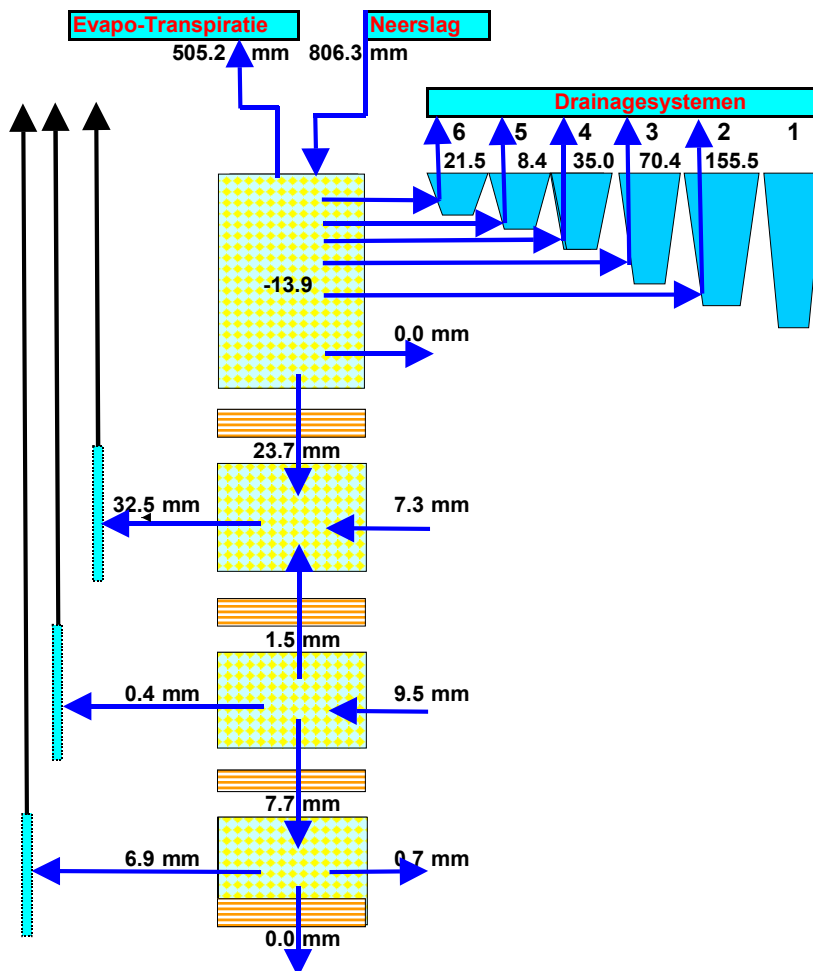 Evapo-Transpiratie
Neerslag
505.2 mm
806.3 mm
Drainagesystemen
6 5 4 3 2 1
21.5 8.4 35.0 70.4 155.5
-13.9
0.0 mm
23.7 mm
32.5 mm
7.3 mm
1.5 mm
0.4 mm
9.5 mm
7.7 mm
6.9 mm
0.7 mm
0.0 mm